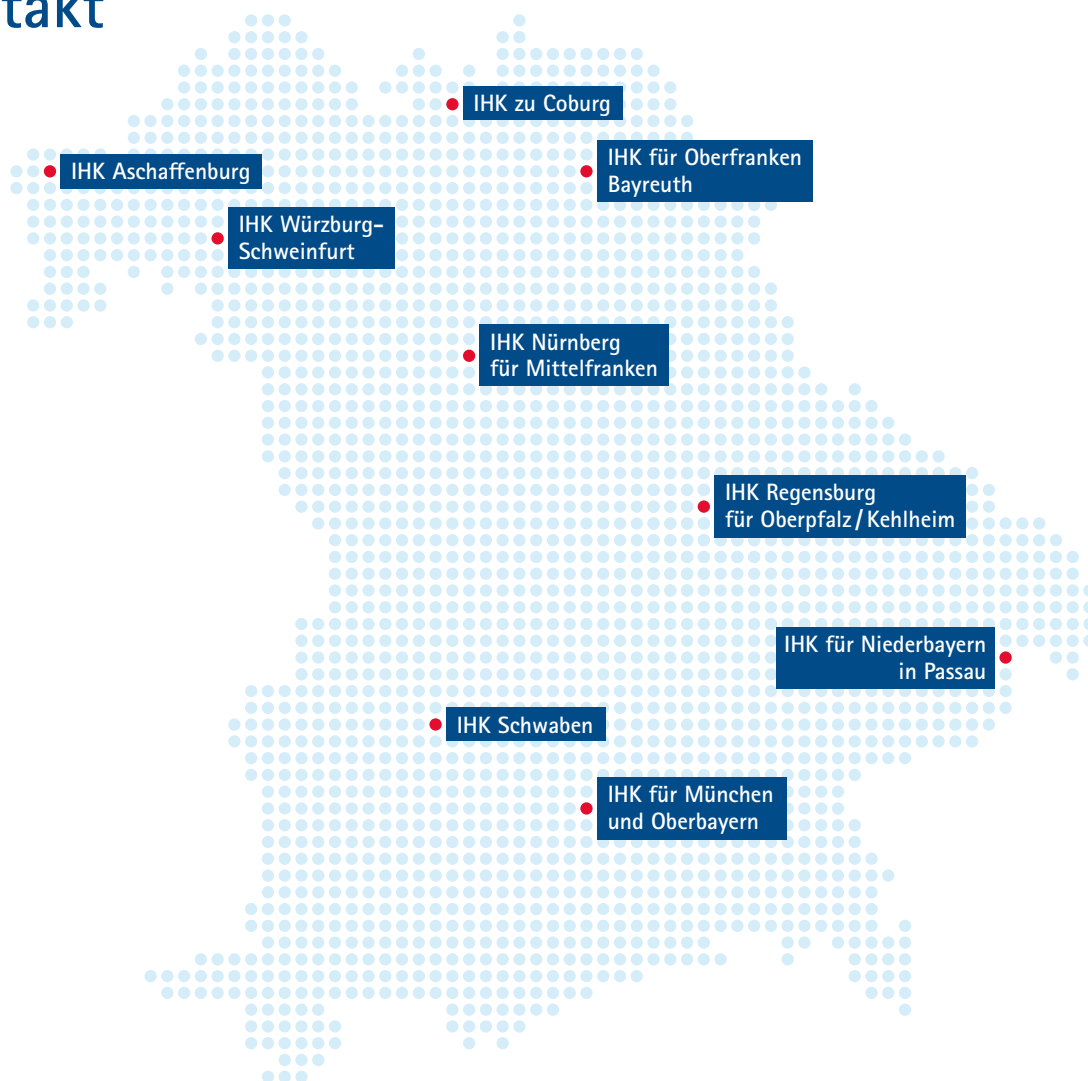 takt
IHK zu Coburg
IHK für Oberfranken
Bayreuth
IHK Aschaffenburg
IHK Würzburg-
Schweinfurt
IHK Nürnberg
für Mittelfranken
IHK Regensburg
für Oberpfalz/Kehlheim
IHK für Niederbayern
in Passau
IHK Schwaben
IHK für München
und Oberbayern